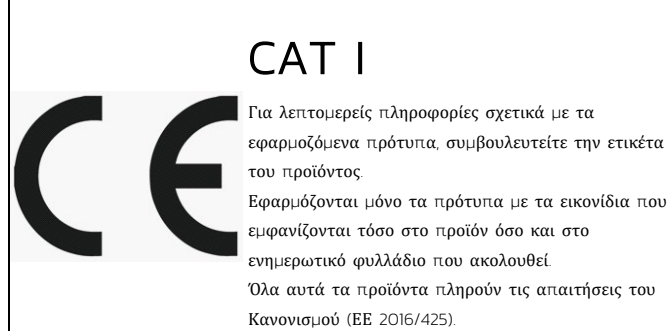 CAT I
CE
Για λεπτομερείς πληροφορίες σχετικά με τα
εφαρμοζόμενα πρότυπα, συμβουλευτείτε την ετικέτα
του προϊόντος.
Εφαρμόζονται μόνο τα πρότυπα με τα εικονίδια που
εμφανίζονται τόσο στο προϊόν όσο και στο
ενημερωτικό φυλλάδιο που ακολουθεί.
Όλα αυτά τα προϊόντα πληρούν τις απαιτήσεις του
Κανονισμού (ΕΕ 2016/425).